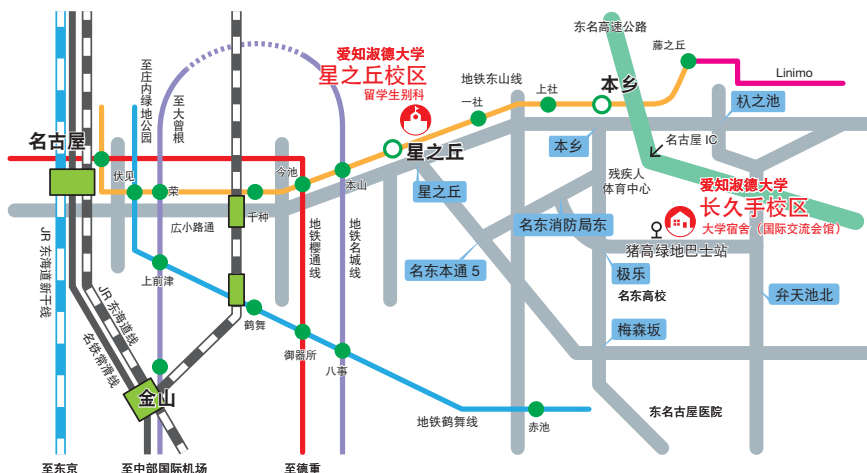 东名高速公路
藤之丘
Linimo
爱知淑德大学
星之丘校区
留学生别科
地铁东山线
上社
本乡
一社
杁之池
至庄内绿地公园
至大曽根
名古屋
星之丘
本乡
名古屋 IC
伏见
荣
今池
本山
千种
広小路通
星之丘
残疾人
体育中心
爱知淑德大学
长久手校区
大学宿舍（国际交流会馆）
名东消防局东
猪高绿地巴士站
地铁樱通线
地铁名城线
JR 东海道新干线
JR 东海道线
名铁常滑线
上前津
名东本通 5
极乐
名东高校
弁天池北
鹤舞
御器所
八事
梅森坂
金山
地铁鹤舞线
赤池
东名古屋医院
至东京
至中部国际机场
至德重